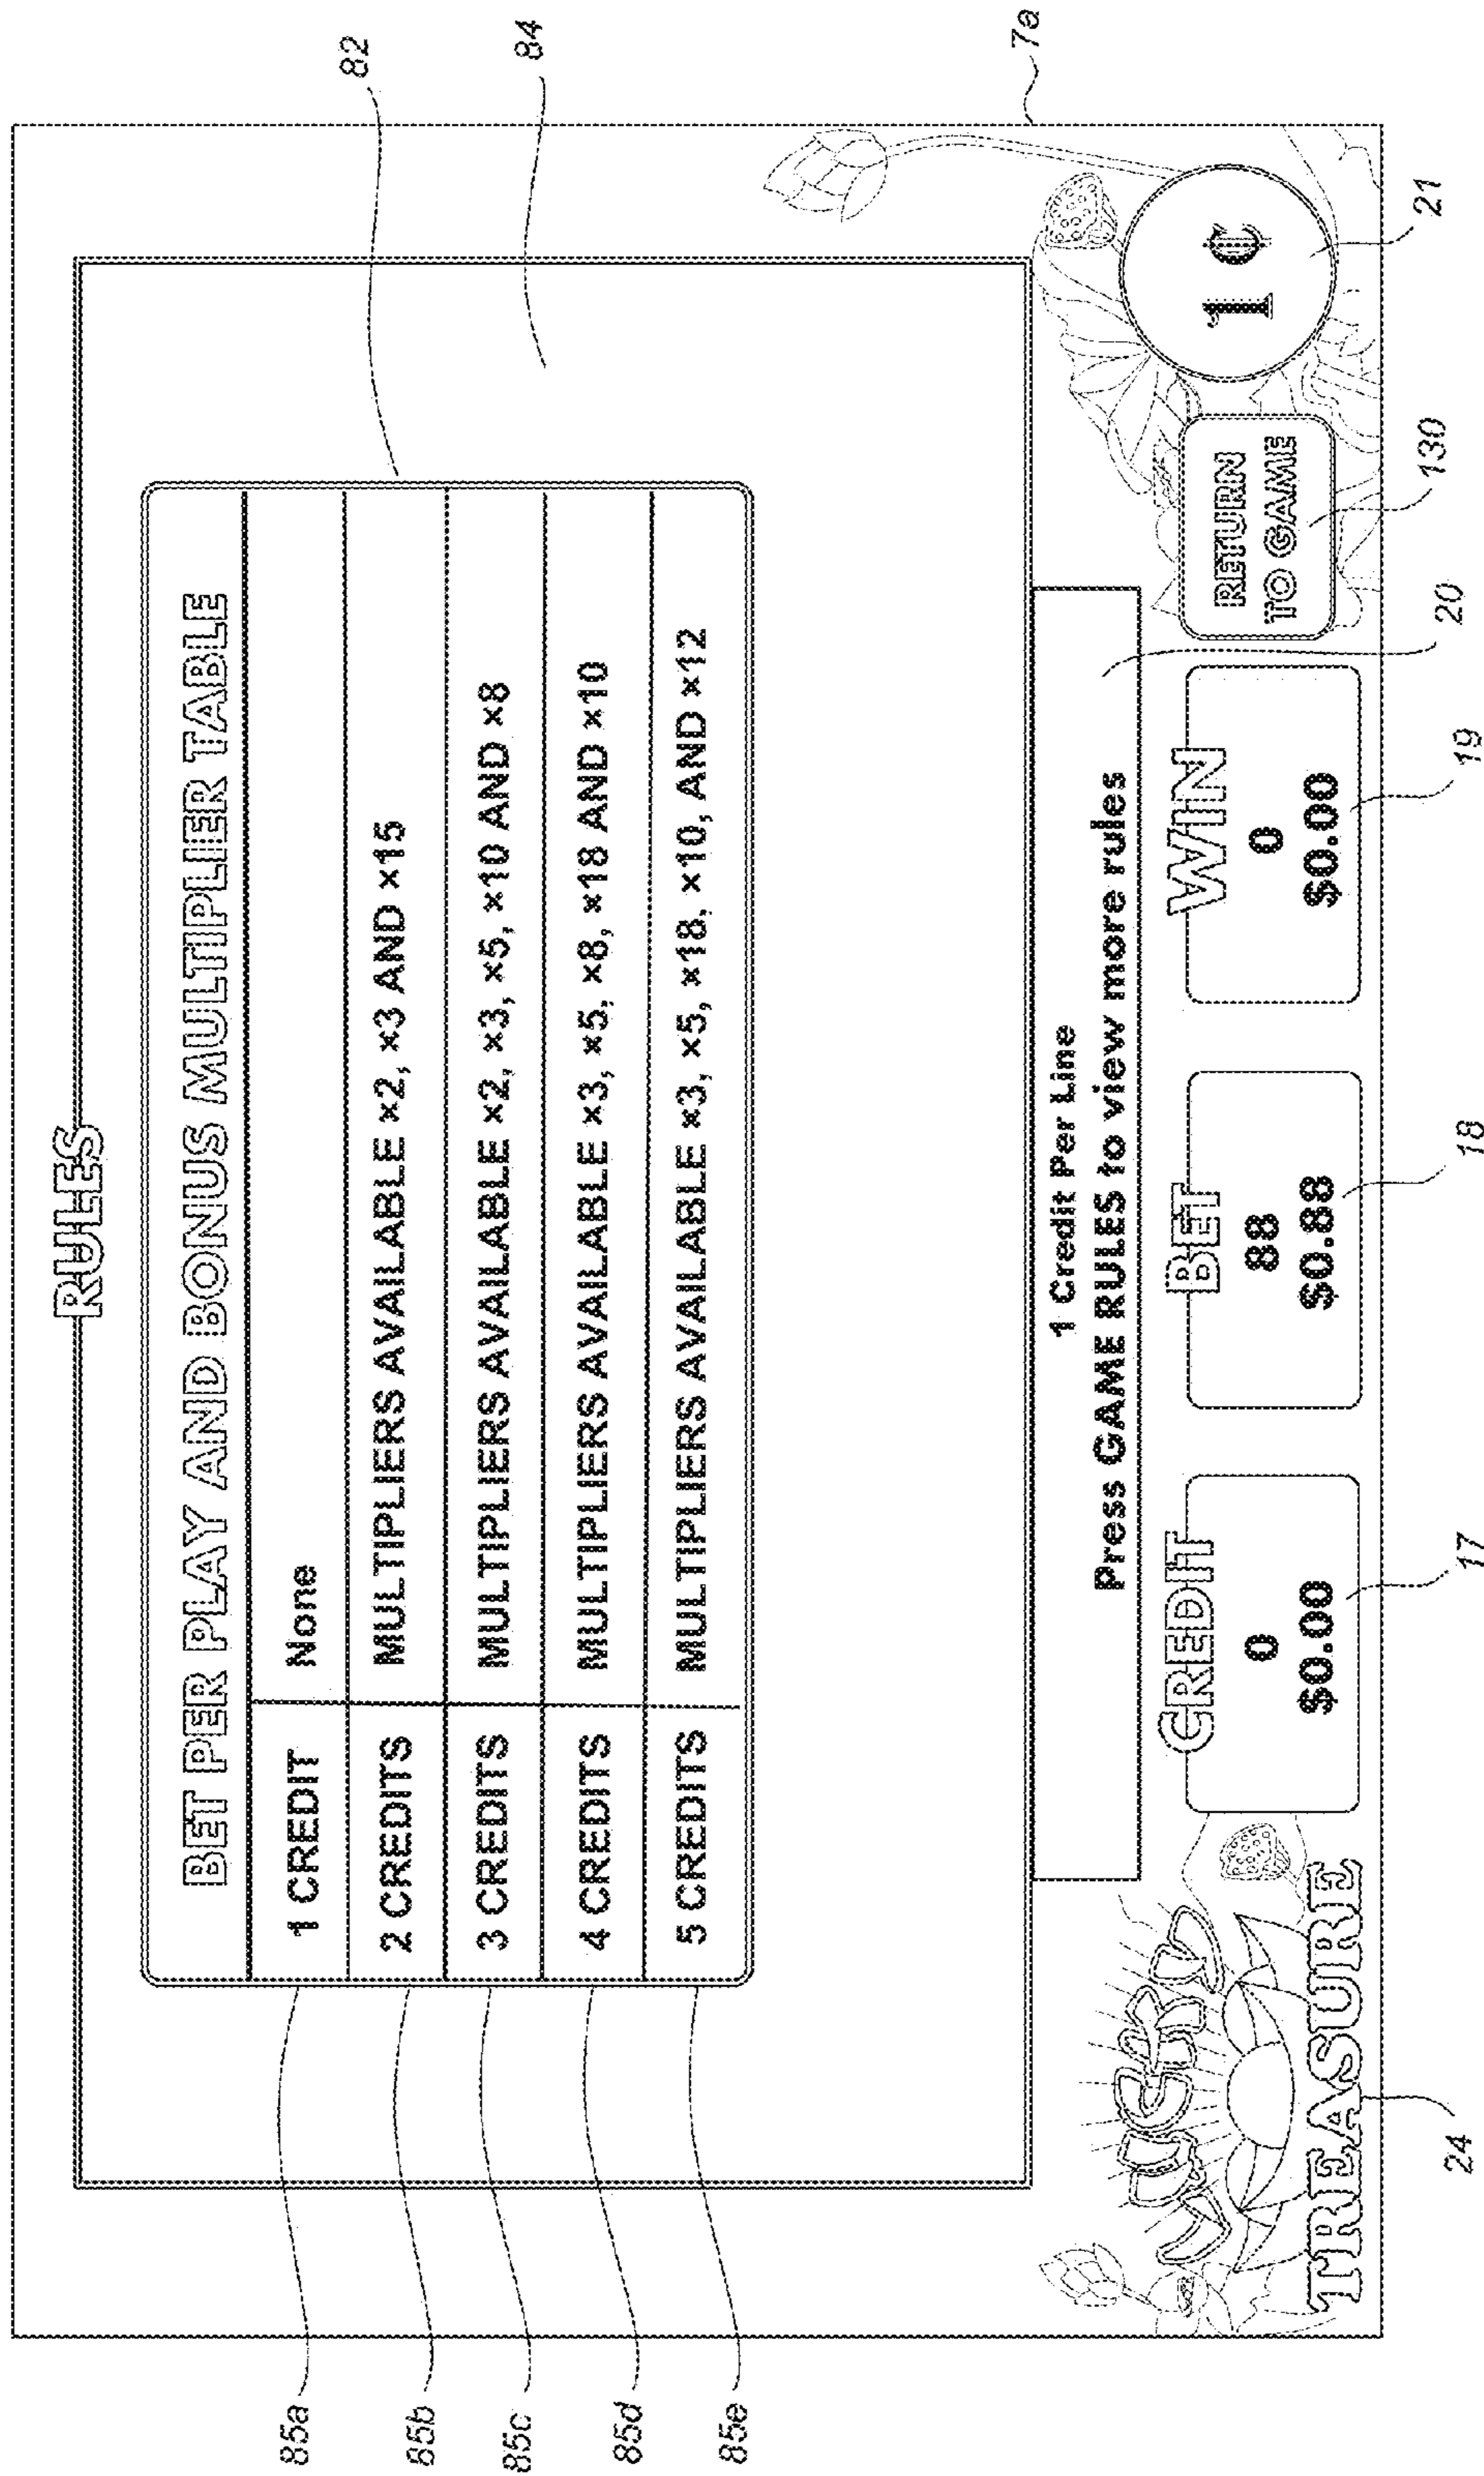 RULES
BET PER PLAY AND BONUS MULTIPLIER TABLE
1 CREDIT None
2 CREDITS MULTIPLIERS AVAILABLE ×2, ×3 AND ×15
3 CREDITS MULTIPLIERS AVAILABLE ×2, ×3, ×5, ×10 AND ×8
4 CREDITS MULTIPLIERS AVAILABLE ×3, ×5, ×8, ×18 AND ×10
5 CREDITS MULTIPLIERS AVAILABLE ×3, ×5, ×18, ×10, AND ×12
82
84
85a
85b
85c
85d
85e
7a
1 Credit Per Line
Press GAME RULES to view more rules
LUCKY
TREASURE
CREDIT
0
$0.00
BET
88
$0.88
WIN
0
$0.00
RETURN
TO GAME
1 ¢
24
17
18
19
20
130
21